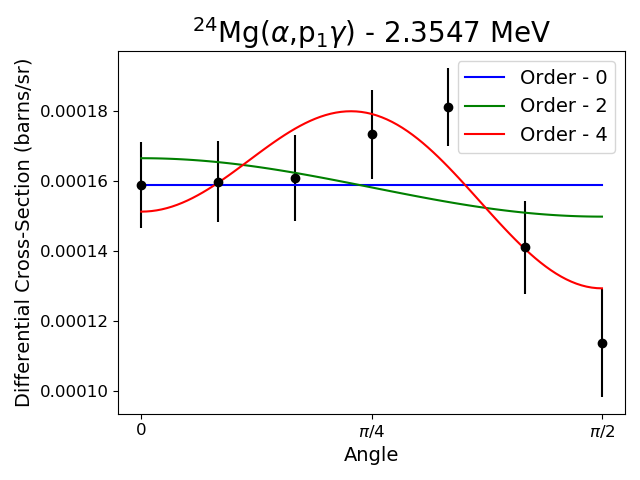 ²⁴Mg(α,p₁γ) - 2.3547 MeV
Differential Cross-Section (barns/sr)
0.00018
0.00016
0.00014
0.00012
0.00010
Order - 0
Order - 2
Order - 4
0
π/4
π/2
Angle